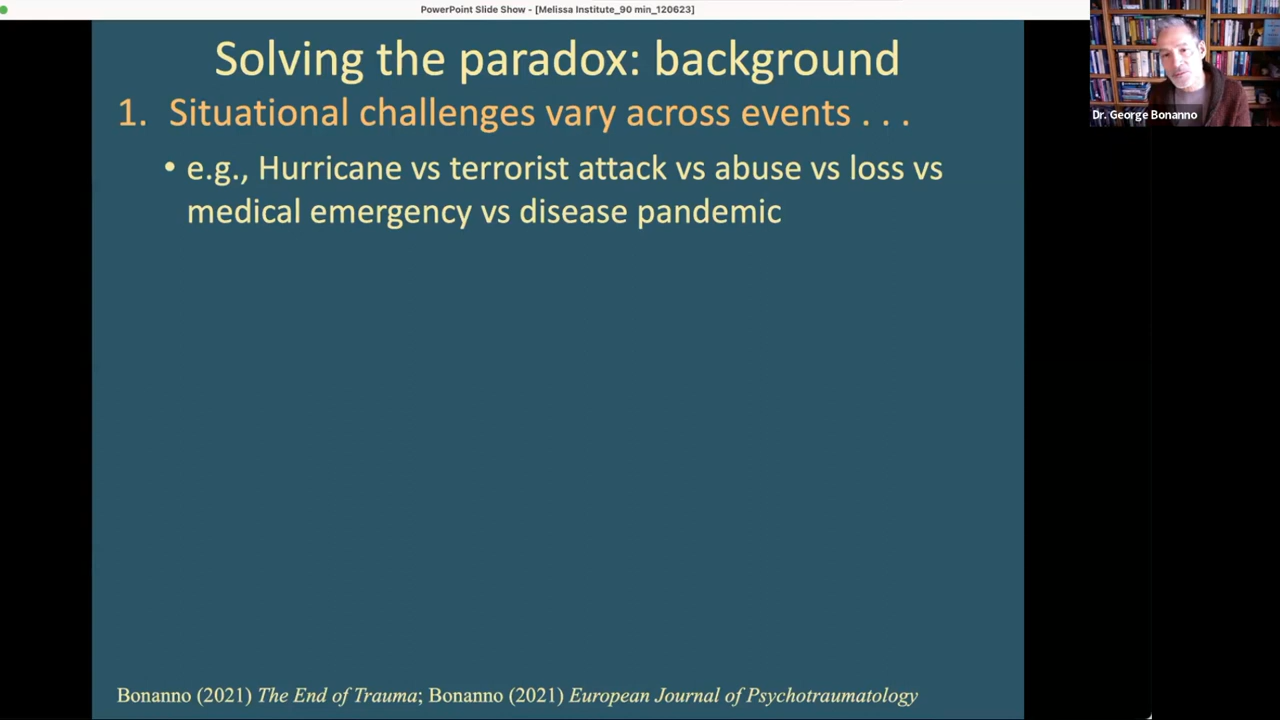 PowerPoint Slide Show - [Melissa Institute_90 min_120623]
Solving the paradox: background
1. Situational challenges vary across events . . .
• e.g., Hurricane vs terrorist attack vs abuse vs loss vs
medical emergency vs disease pandemic
Bonanno (2021) The End of Trauma; Bonanno (2021) European Journal of Psychotraumatology
Dr. George Bonanno